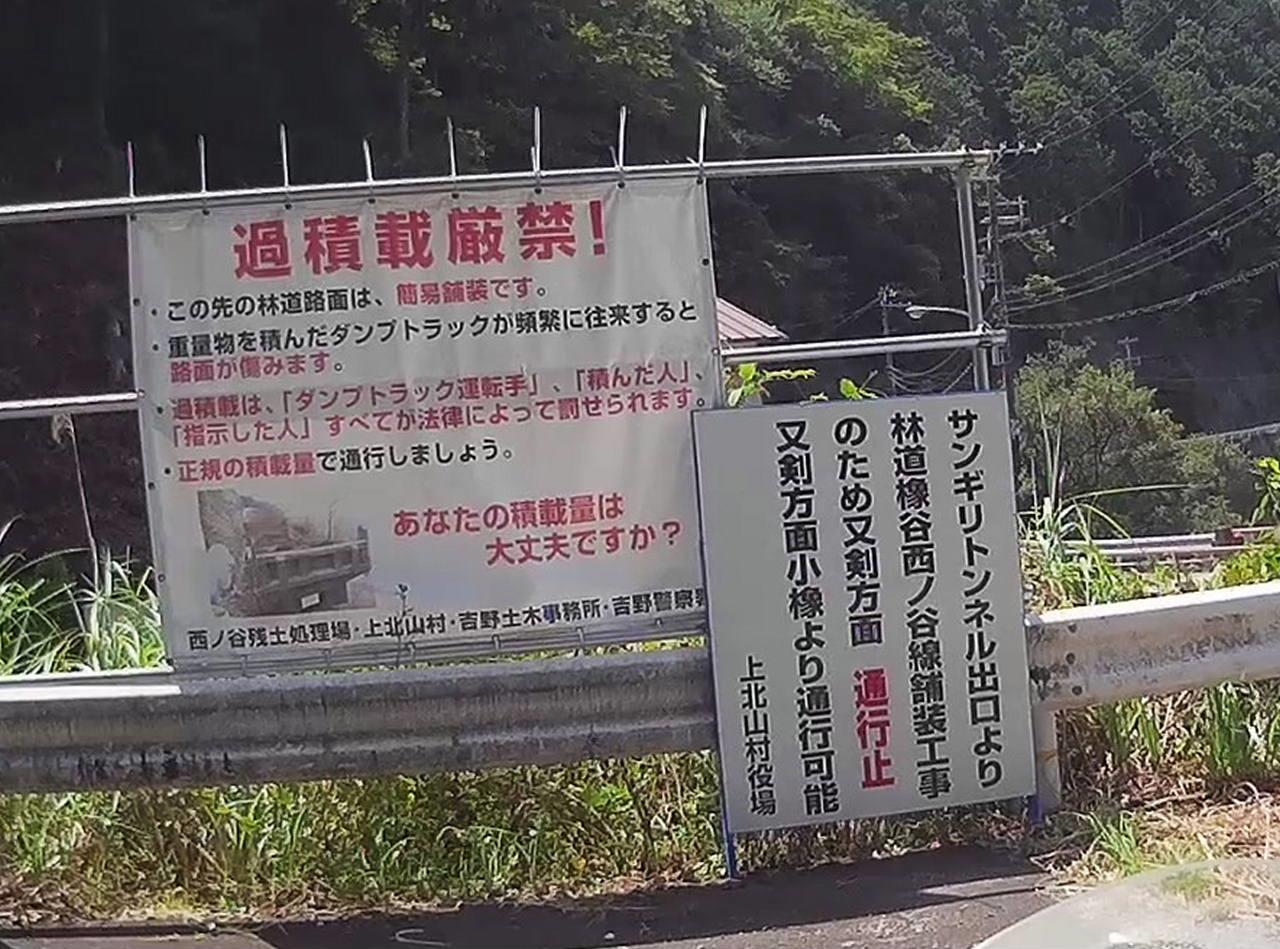 過積載厳禁!
・この先の林道路面は、簡易舗装です。
・重量物を積んだダンプトラックが頻繁に往来すると
路面が傷みます。
・過積載は、「ダンプトラック運転手」、「積んだ人」、
「指示した人」すべてが法律によって罰せられます。
・正規の積載量で通行しましょう。
あなたの積載量は
大丈夫ですか?
西ノ谷残土処理場・上北山村・吉野土木事務所・吉野警察署
サンギリトンネル出口より
林道橡谷西ノ谷線舗装工事
のため又剣方面 通行止
又剣方面小橡より通行可能
上北山村役場